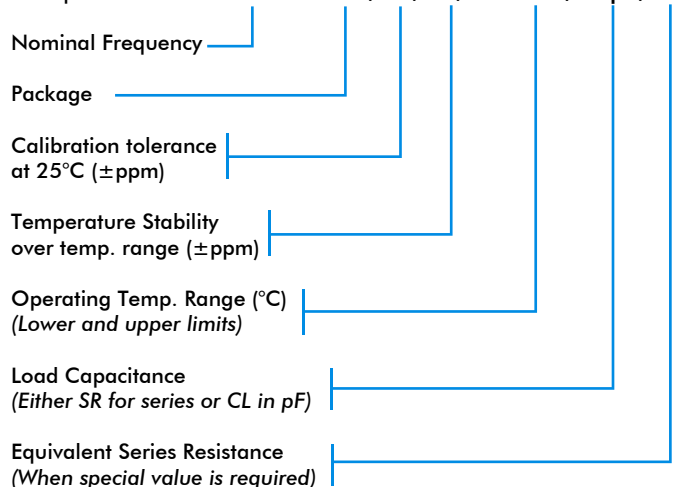 Nominal Frequency
Package
Calibration tolerance
at 25°C (±ppm)
Temperature Stability
over temp. range (±ppm)
Operating Temp. Range (°C)
(Lower and upper limits)
Load Capacitance
(Either SR for series or CL in pF)
Equivalent Series Resistance
(When special value is required)